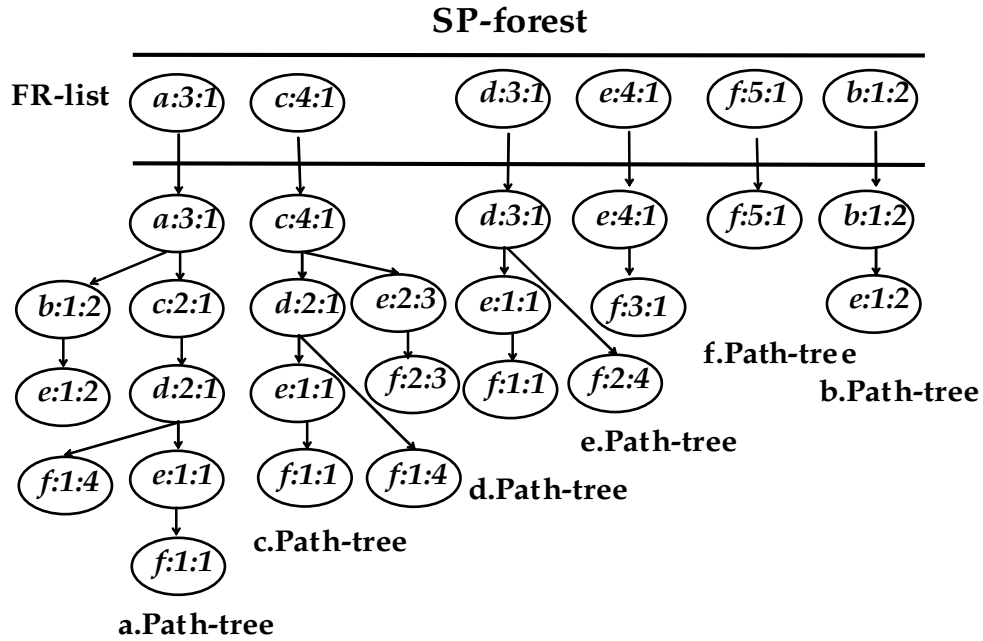 SP-forest
FR-list
a:3:1 c:4:1 d:3:1 e:4:1 f:5:1 b:1:2
a:3:1 c:4:1 d:3:1 e:4:1 f:5:1 b:1:2
b:1:2 c:2:1 d:2:1 e:2:3 e:1:1 f:3:1 e:1:2
e:1:2 d:2:1 e:1:1 f:2:3 f:1:1 f:2:4
f.Path-tree
b.Path-tree
e.Path-tree
f:1:4 e:1:1 f:1:1 f:1:4
d.Path-tree
c.Path-tree
f:1:1
a.Path-tree